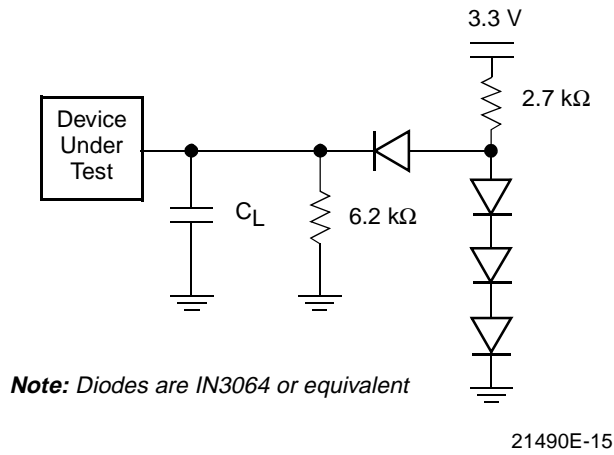 3.3 V
2.7 kΩ
Device
Under
Test
CL
6.2 kΩ
Note: Diodes are IN3064 or equivalent
21490E-15